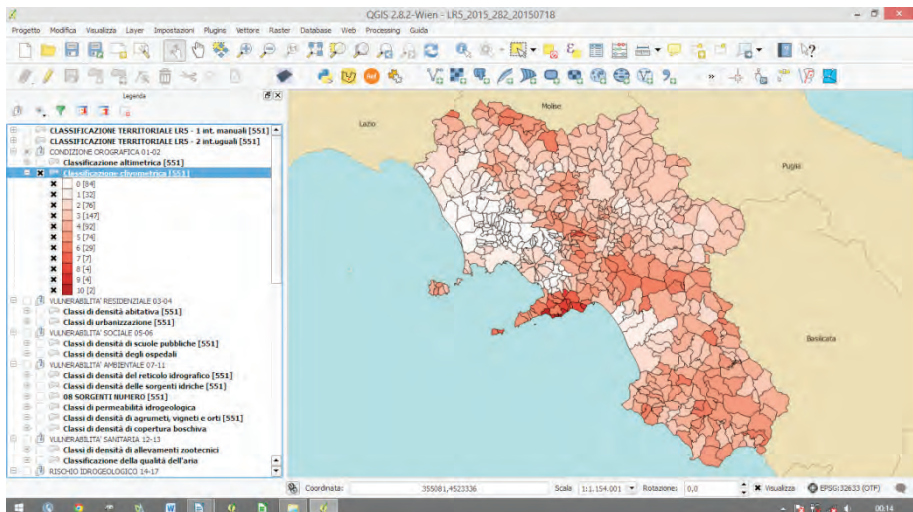 QGIS 2.8.2-Wien - LR5_2015_282_20150718
Progetto Modifica Visualizza Layer Impostazioni Plugins Vettore Raster Database Web Processing Guida
Legenda
CLASSIFICAZIONE TERRITORIALE LR5 - 1 int. manuali [551]
CLASSIFICAZIONE TERRITORIALE LR5 - 2 int.uguali [551]
CONDIZIONE OROGRAFICA 01-02
Classificazione altimetrica [551]
Classificazione clivometrica [551]
0 [84]
1 [32]
2 [76]
3 [147]
4 [92]
5 [74]
6 [29]
7 [7]
8 [4]
9 [4]
10 [2]
VULNERABILITA' RESIDENZIALE 03-04
Classi di densità abitativa [551]
Classi di urbanizzazione [551]
VULNERABILITA' SOCIALE 05-06
Classi di densità di scuole pubbliche [551]
Classi di densità degli ospedali
VULNERABILITA' AMBIENTALE 07-11
Classi di densità del reticolo idrografico [551]
Classi di densità delle sorgenti idriche [551]
08 SORGENTI NUMERO [551]
Classi di permeabilità idrogeologica
Classi di densità di agrumeti, vigneti e orti [551]
Classi di densità di copertura boschiva
VULNERABILITA' SANITARIA 12-13
Classi di densità di allevamenti zootecnici
Classificazione della qualità dell'aria
RISCHIO IDROGEOLOGICO 14-17
Lazio
Molise
Puglia
Basilicata
Coordinata: 355081,4523336 Scala 1:1.154.001 Rotazione: 0,0 Visualizza EPSG:32633 (OTF)
00:14